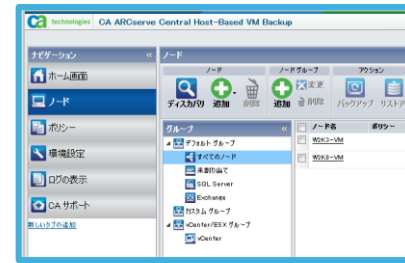 ca technologies CA ARCserve Central Host-Based VM Backup
ナビゲーション «
ホーム画面
ノード
ポリシー
環境設定
ログの表示
CA サポート
新しいタブの追加
ノード
ノード ノードグループ アクション
ディスカバリ 追加 削除 追加 変更 削除 バックアップ リストア
グループ «
デフォルト グループ
すべてのノード
未割り当て
SQL Server
Exchange
カスタム グループ
vCenter/ESX グループ
vCenter
ノード名 ポリシー
W2K3-VM
W2K8-VM